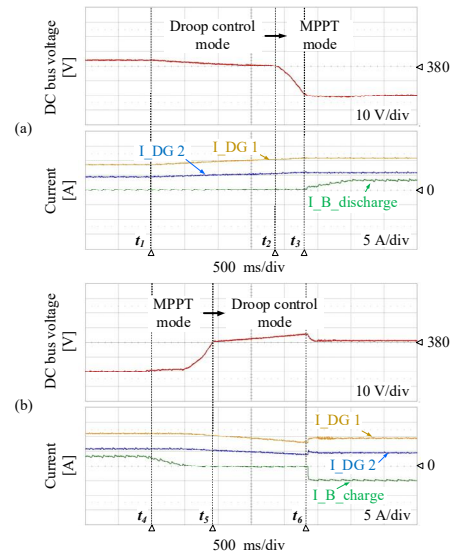 Droop control
mode
MPPT
mode
DC bus voltage
[V]
380
10 V/div
(a)
I_DG 2
I_DG 1
Current
[A]
0
I_B_discharge
t1
t2
t3
5 A/div
500 ms/div
MPPT
mode
Droop control
mode
DC bus voltage
[V]
380
10 V/div
(b)
I_DG 1
Current
[A]
I_DG 2
0
I_B_charge
t4
t5
t6
5 A/div
500 ms/div